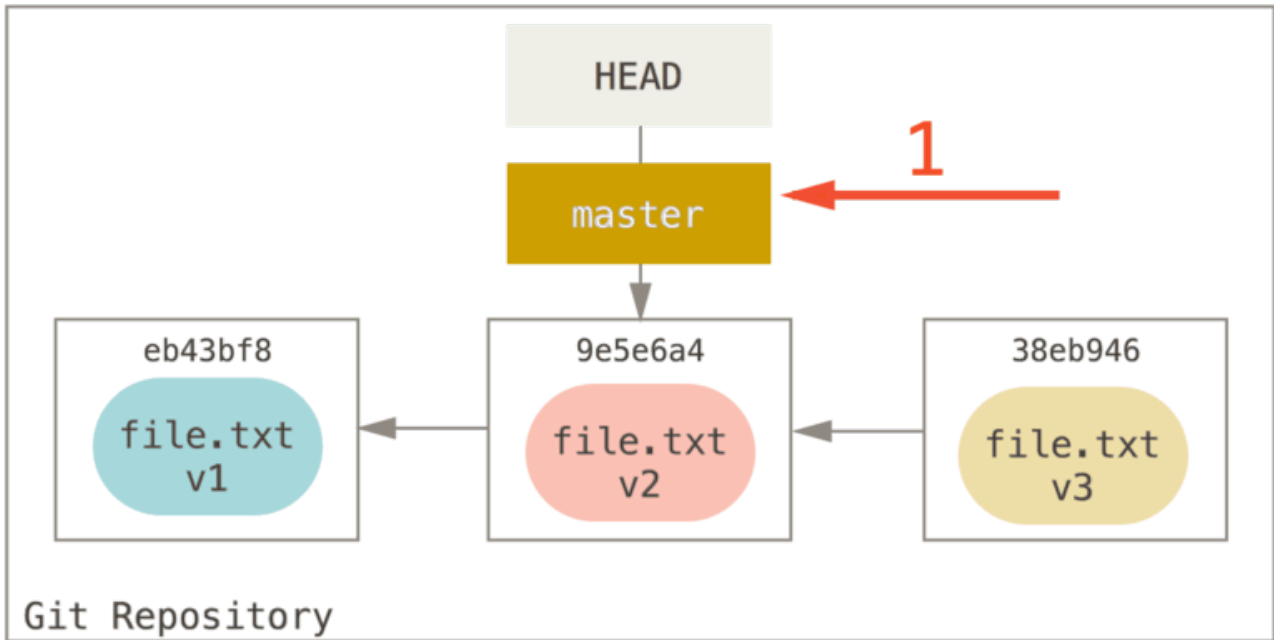 HEAD
1
master
eb43bf8
file.txt
v1
9e5e6a4
file.txt
v2
38eb946
file.txt
v3
Git Repository